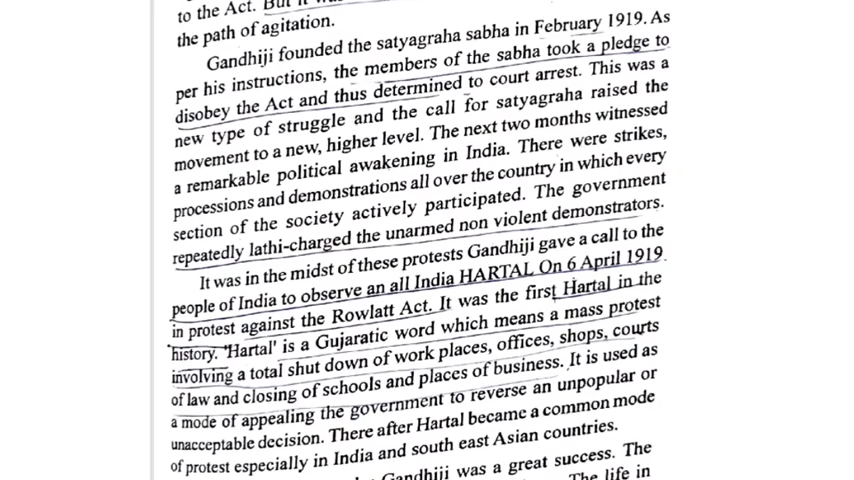 to the Act. But it was
the path of agitation.
Gandhiji founded the satyagraha sabha in February 1919. As
per his instructions, the members of the sabha took a pledge to
disobey the Act and thus determined to court arrest. This was a
new type of struggle and the call for satyagraha raised the
movement to a new, higher level. The next two months witnessed
a remarkable political awakening in India. There were strikes,
processions and demonstrations all over the country in which every
section of the society actively participated. The government
repeatedly lathi-charged the unarmed non violent demonstrators.
It was in the midst of these protests Gandhiji gave a call to the
people of India to observe an all India HARTAL On 6 April 1919
in protest against the Rowlatt Act. It was the first Hartal in the
history. 'Hartal' is a Gujaratic word which means a mass protest
involving a total shut down of work places, offices, shops, courts
of law and closing of schools and places of business. It is used as
a mode of appealing the government to reverse an unpopular or
unacceptable decision. There after Hartal became a common mode
of protest especially in India and south east Asian countries.
Gandhiji was a great success. The
The life in